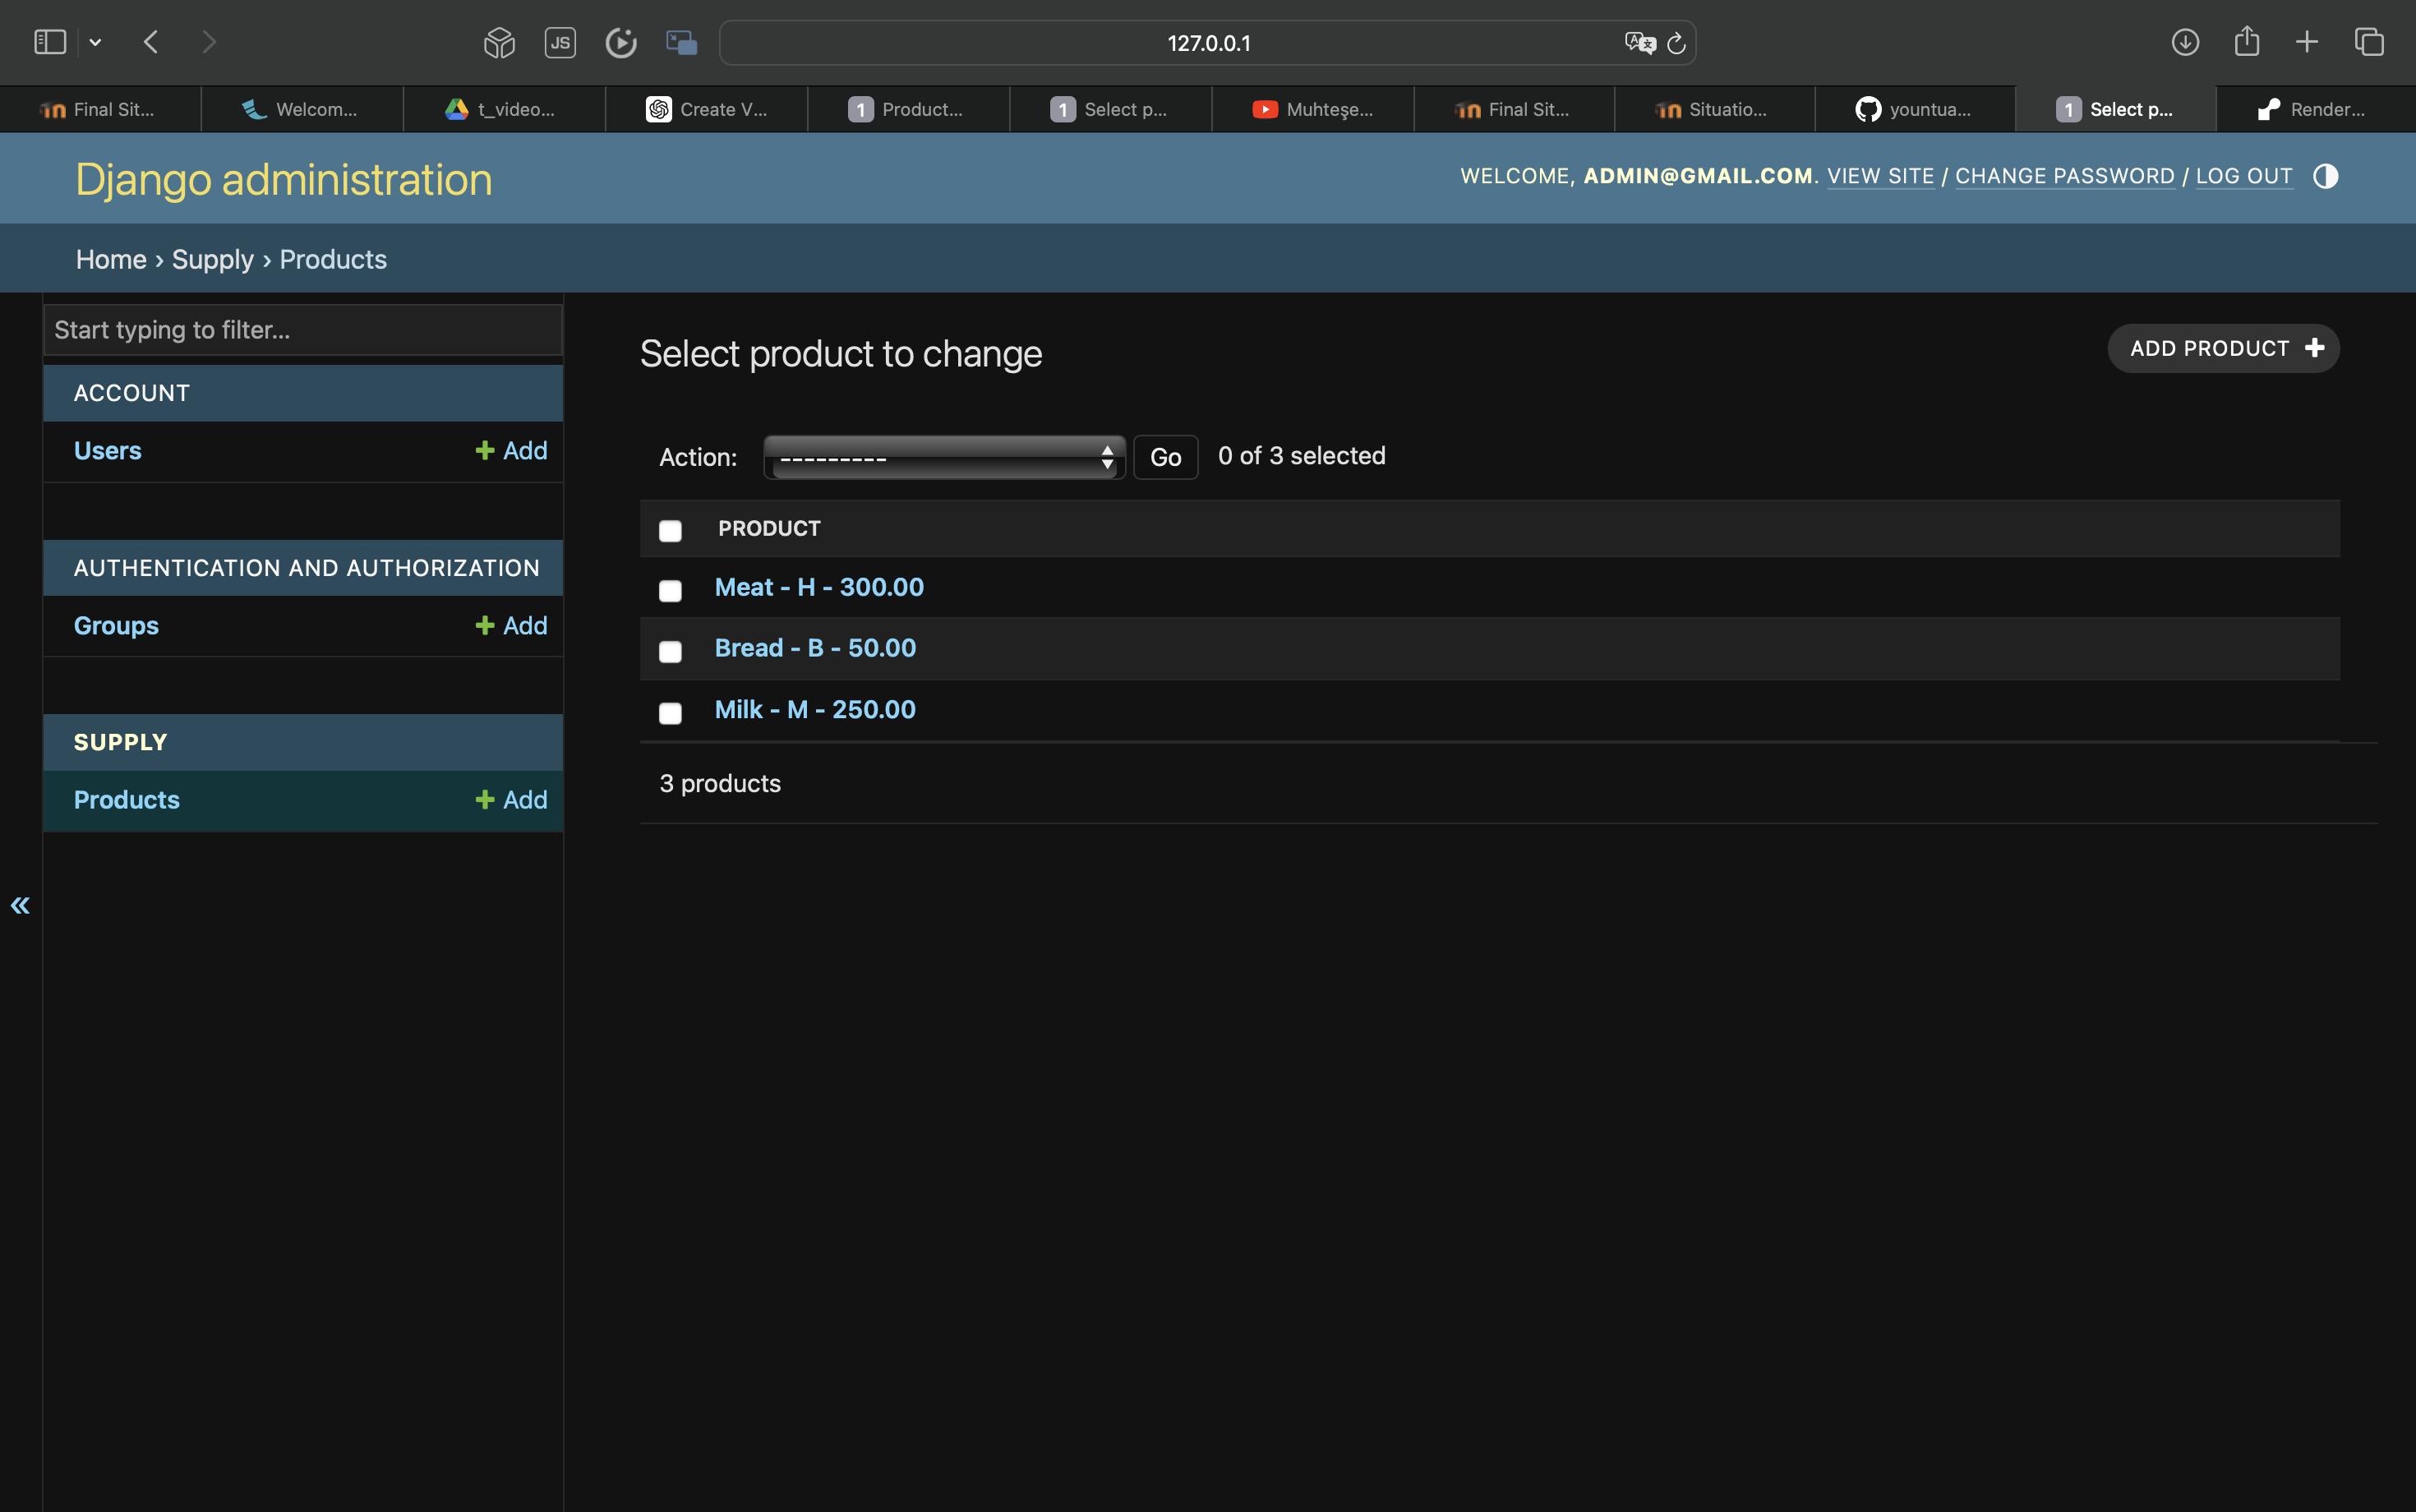 127.0.0.1
Final Sit...
Welcom...
t_video...
Create V...
1 Product...
1 Select p...
Muhteşe...
Final Sit...
Situatio...
yountua...
1 Select p...
Render...
Django administration
WELCOME, ADMIN@GMAIL.COM. VIEW SITE / CHANGE PASSWORD / LOG OUT
Home › Supply › Products
Start typing to filter...
ACCOUNT
Users + Add
AUTHENTICATION AND AUTHORIZATION
Groups + Add
SUPPLY
Products + Add
«
Select product to change
ADD PRODUCT +
Action: --------- Go 0 of 3 selected
PRODUCT
Meat - H - 300.00
Bread - B - 50.00
Milk - M - 250.00
3 products